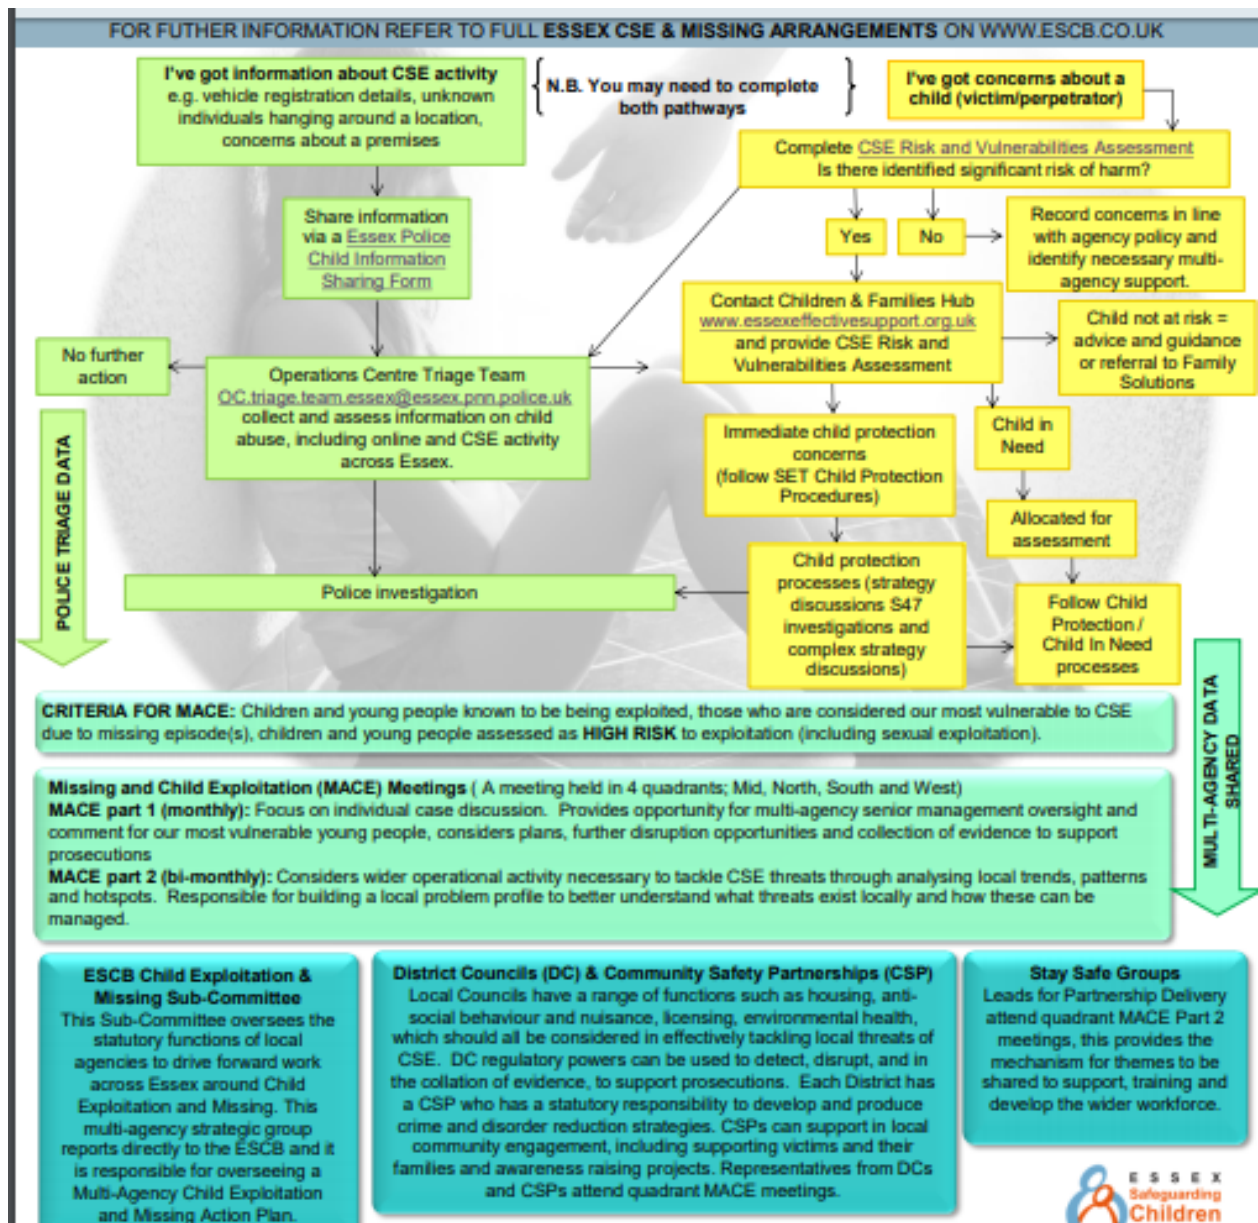 FOR FUTHER INFORMATION REFER TO FULL ESSEX CSE & MISSING ARRANGEMENTS ON WWW.ESCB.CO.UK
I've got information about CSE activity
e.g. vehicle registration details, unknown
individuals hanging around a location,
concerns about a premises
N.B. You may need to complete
both pathways
I've got concerns about a
child (victim/perpetrator)
Complete CSE Risk and Vulnerabilities Assessment
Is there identified significant risk of harm?
Share information
via a Essex Police
Child Information
Sharing Form
Yes
No
Record concerns in line
with agency policy and
identify necessary multi-
agency support.
Contact Children & Families Hub
www.essexeffectivesupport.org.uk
and provide CSE Risk and
Vulnerabilities Assessment
Child not at risk =
advice and guidance
or referral to Family
Solutions
No further
action
Operations Centre Triage Team
OC.triage.team.essex@essex.pnn.police.uk
collect and assess information on child
abuse, including online and CSE activity
across Essex.
Immediate child protection
concerns
(follow SET Child Protection
Procedures)
Child in
Need
Allocated for
assessment
POLICE TRIAGE DATA
Police investigation
Child protection
processes (strategy
discussions S47
investigations and
complex strategy
discussions)
Follow Child
Protection /
Child In Need
processes
MULTI-AGENCY DATA
SHARED
CRITERIA FOR MACE: Children and young people known to be being exploited, those who are considered our most vulnerable to CSE
due to missing episode(s), children and young people assessed as HIGH RISK to exploitation (including sexual exploitation).
Missing and Child Exploitation (MACE) Meetings ( A meeting held in 4 quadrants; Mid, North, South and West)
MACE part 1 (monthly): Focus on individual case discussion. Provides opportunity for multi-agency senior management oversight and
comment for our most vulnerable young people, considers plans, further disruption opportunities and collection of evidence to support
prosecutions
MACE part 2 (bi-monthly): Considers wider operational activity necessary to tackle CSE threats through analysing local trends, patterns
and hotspots. Responsible for building a local problem profile to better understand what threats exist locally and how these can be
managed.
ESCB Child Exploitation &
Missing Sub-Committee
This Sub-Committee oversees the
statutory functions of local
agencies to drive forward work
across Essex around Child
Exploitation and Missing. This
multi-agency strategic group
reports directly to the ESCB and it
is responsible for overseeing a
Multi-Agency Child Exploitation
and Missing Action Plan.
District Councils (DC) & Community Safety Partnerships (CSP)
Local Councils have a range of functions such as housing, anti-
social behaviour and nuisance, licensing, environmental health,
which should all be considered in effectively tackling local threats of
CSE. DC regulatory powers can be used to detect, disrupt, and in
the collation of evidence, to support prosecutions. Each District has
a CSP who has a statutory responsibility to develop and produce
crime and disorder reduction strategies. CSPs can support in local
community engagement, including supporting victims and their
families and awareness raising projects. Representatives from DCs
and CSPs attend quadrant MACE meetings.
Stay Safe Groups
Leads for Partnership Delivery
attend quadrant MACE Part 2
meetings, this provides the
mechanism for themes to be
shared to support, training and
develop the wider workforce.
ESSEX
Safeguarding
Children